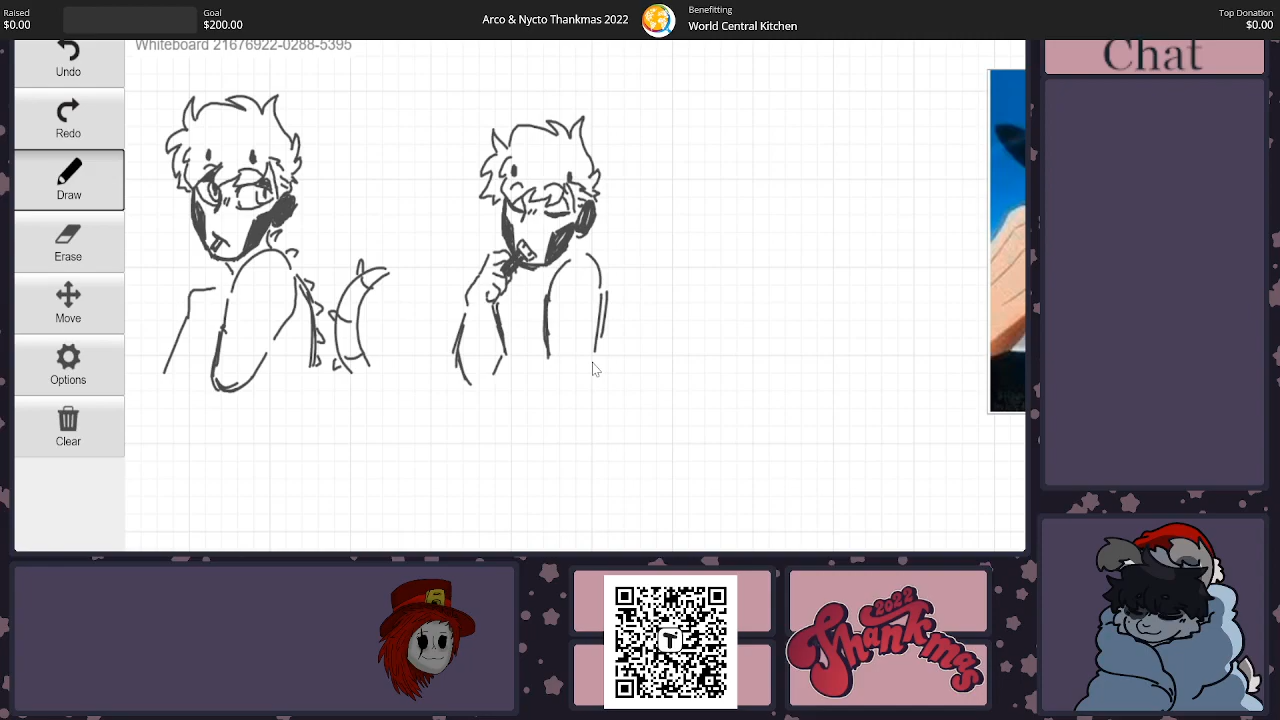 Raised
$0.00
Goal
$200.00
Arco & Nycto Thankmas 2022
Benefitting
World Central Kitchen
Top Donation
$0.00
Whiteboard 21676922-0288-5395
Undo
Redo
Draw
Erase
Move
Options
Clear
Chat
T
2022
Thankmas